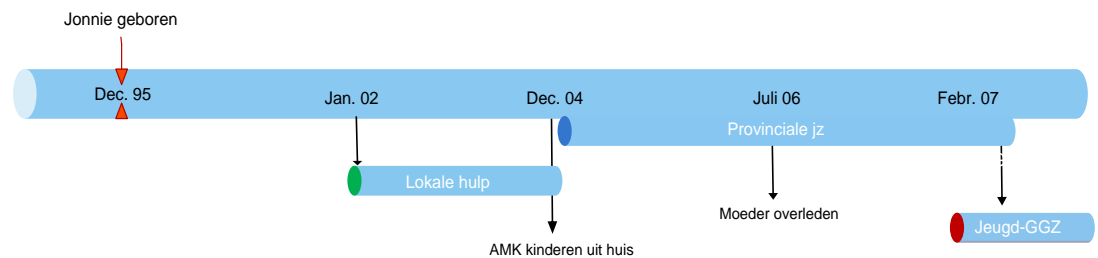 Jonnie geboren
Dec. 95
Jan. 02
Dec. 04
Juli 06
Febr. 07
Provinciale jz
Lokale hulp
Moeder overleden
Jeugd-GGZ
AMK kinderen uit huis